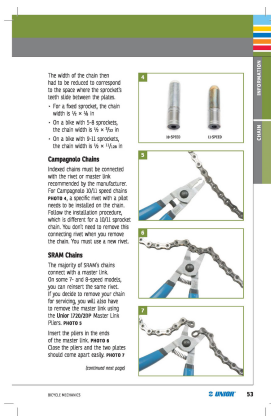 The width of the chain then
had to be reduced to correspond
to the space where the sprocket's
teeth slide between the plates.
• For a fixed sprocket, the chain
width is ½ × ⅛ in
• On a bike with 5-8 sprockets,
the chain width is ½ × 3/32 in
• On a bike with 9-11 sprockets,
the chain width is ½ × 11/128 in
Campagnolo Chains
Indexed chains must be connected
with the rivet or master link
recommended by the manufacturer.
For Campagnolo 10/11 speed chains
PHOTO 4, a specific rivet with a pilot
needs to be installed on the chain.
Follow the installation procedure,
which is different for a 10/11 sprocket
chain. You don't need to remove this
connecting rivet when you remove
the chain. You must use a new rivet.
SRAM Chains
The majority of SRAM's chains
connect with a master link.
On some 7- and 8-speed models,
you can reinsert the same rivet.
If you decide to remove your chain
for servicing, you will also have
to remove the master link using
the Unior 1720/2DP Master Link
Pliers. PHOTO 5
Insert the pliers in the ends
of the master link. PHOTO 6
Close the pliers and the two plates
should come apart easily. PHOTO 7
(continued next page)
4
10 SPEED
11 SPEED
5
6
7
INFORMATION
CHAIN
BICYCLE MECHANICS
UNIOR
53